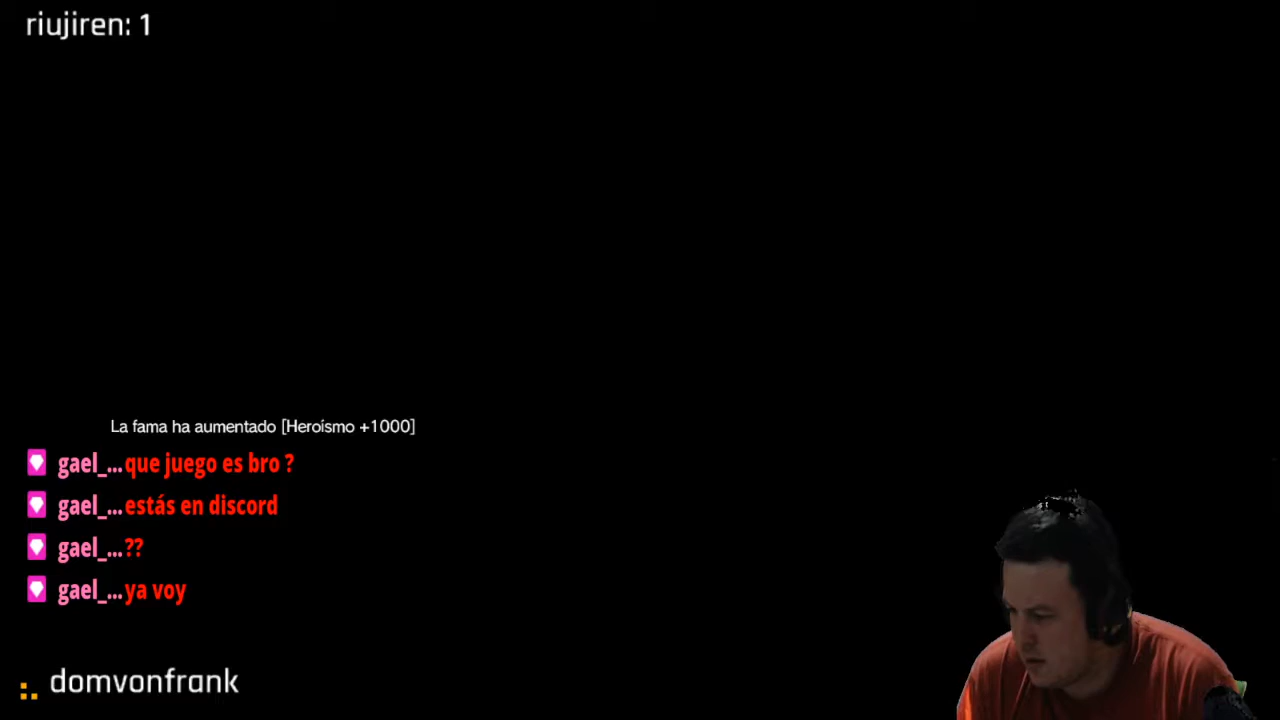 riujiren: 1
La fama ha aumentado [Heroísmo +1000]
gael_...que juego es bro ?
gael_...estás en discord
gael_...??
gael_...ya voy
domvonfrank